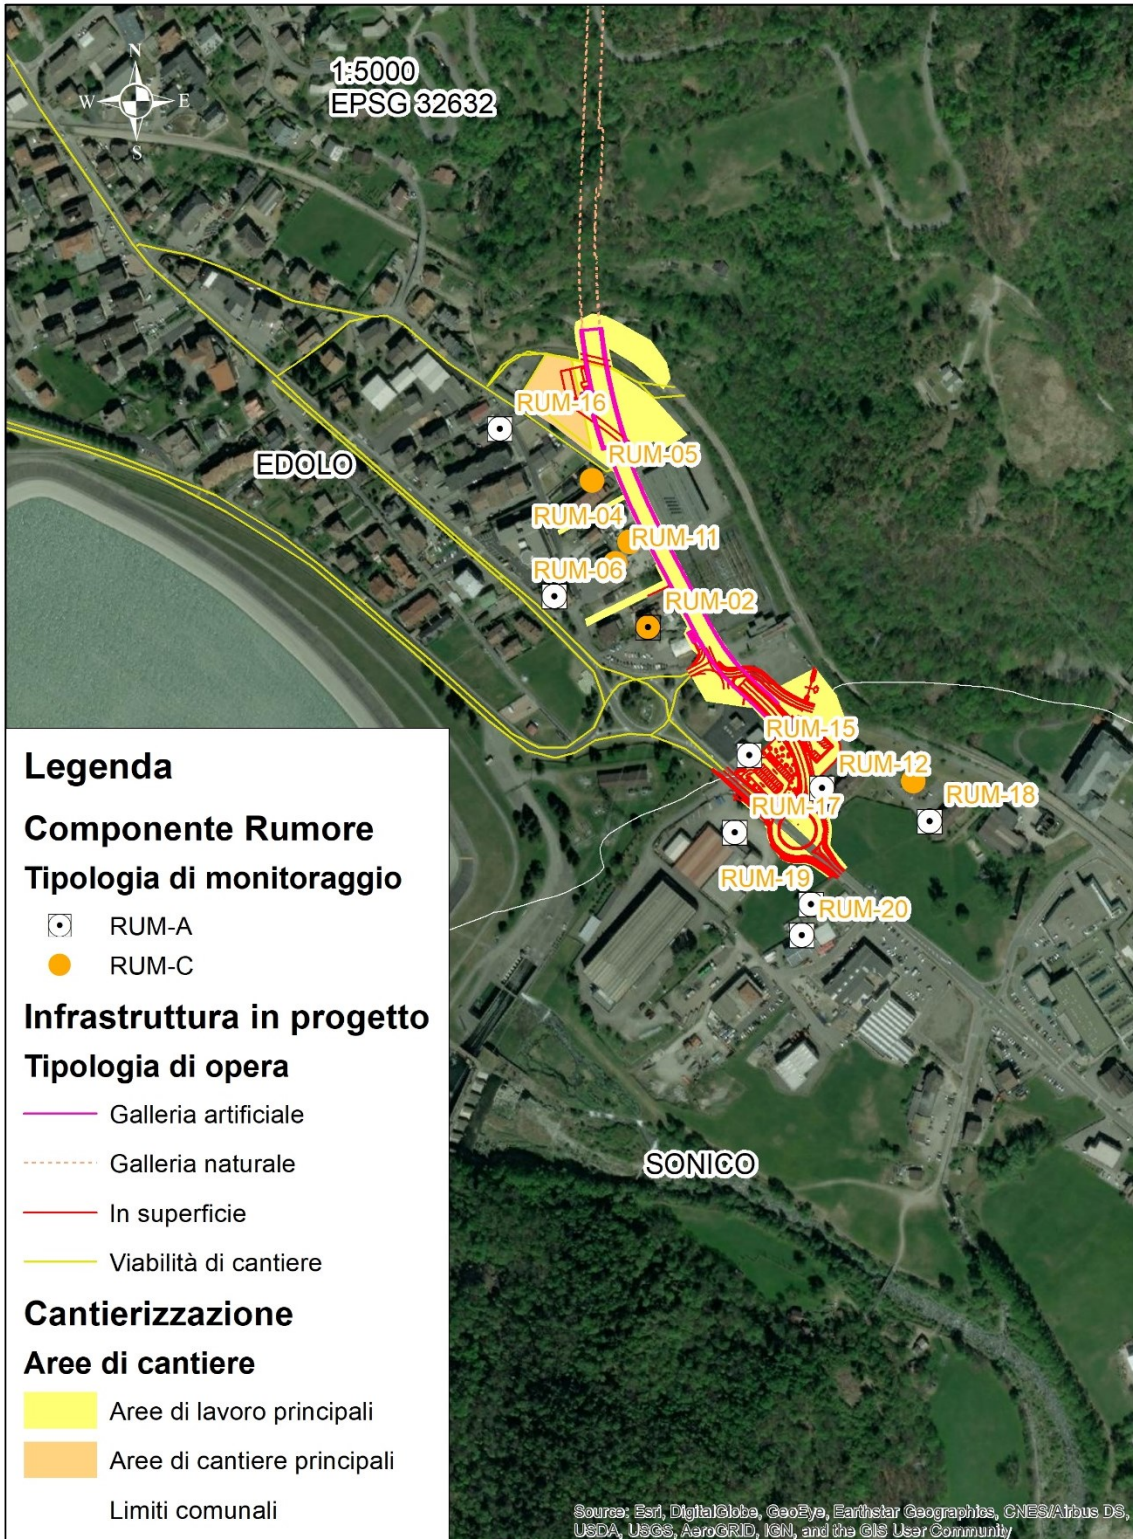 N
W E
S
1:5000
EPSG 32632
RUM-16
EDOLO
RUM-05
RUM-04
RUM-11
RUM-06
RUM-02
RUM-15
RUM-12
RUM-17
RUM-18
RUM-19
RUM-20
SONICO
Legenda
Componente Rumore
Tipologia di monitoraggio
RUM-A
RUM-C
Infrastruttura in progetto
Tipologia di opera
Galleria artificiale
Galleria naturale
In superficie
Viabilità di cantiere
Cantierizzazione
Aree di cantiere
Aree di lavoro principali
Aree di cantiere principali
Limiti comunali
Source: Esri, DigitalGlobe, GeoEye, Earthstar Geographics, CNES/Airbus DS,
USDA, USGS, AeroGRID, IGN, and the GIS User Community